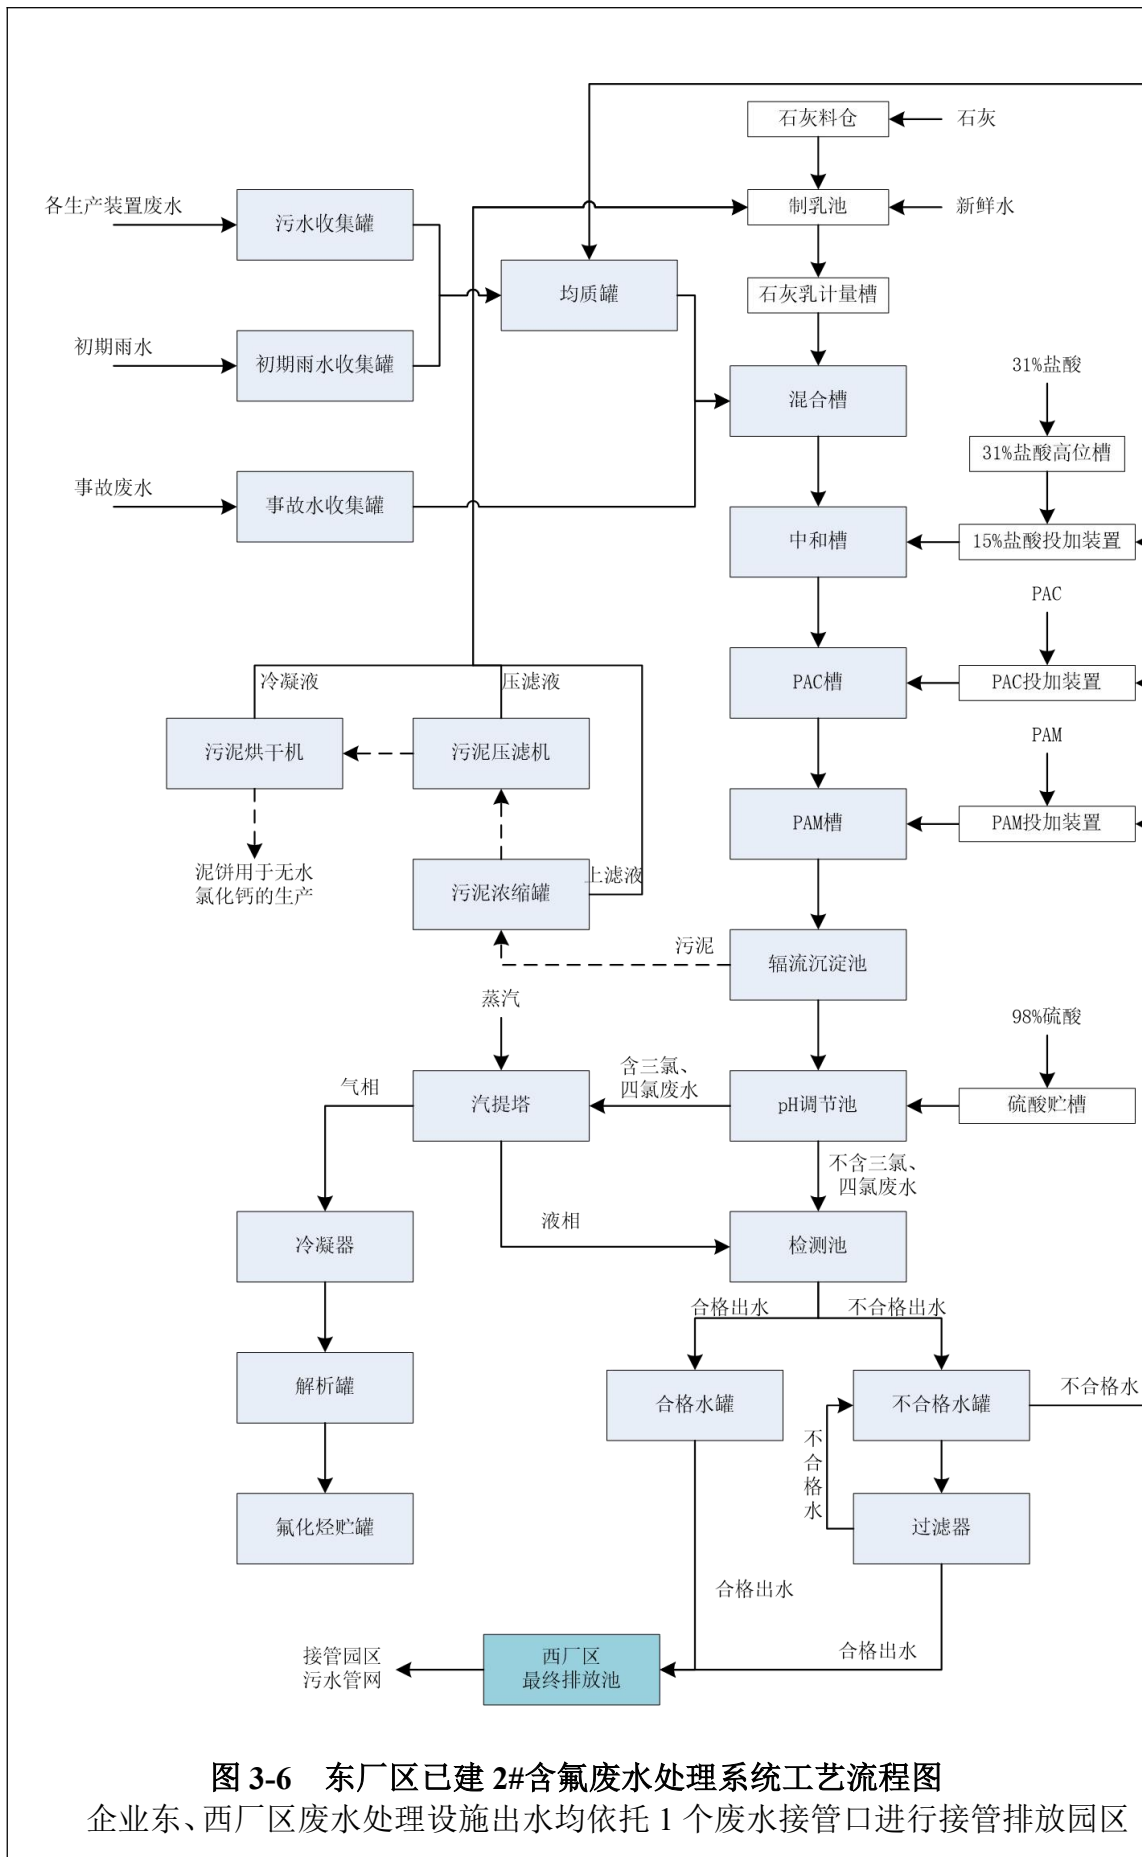 石灰料仓
石灰
各生产装置废水
污水收集罐
制乳池
新鲜水
均质罐
石灰乳计量槽
初期雨水
初期雨水收集罐
混合槽
31%盐酸
31%盐酸高位槽
事故废水
事故水收集罐
中和槽
15%盐酸投加装置
PAC
冷凝液
压滤液
PAC槽
PAC投加装置
污泥烘干机
污泥压滤机
PAM
PAM槽
PAM投加装置
泥饼用于无水
氯化钙的生产
污泥浓缩罐
上滤液
污泥
辐流沉淀池
蒸汽
98%硫酸
气相
汽提塔
含三氯、
四氯废水
pH调节池
硫酸贮槽
不含三氯、
四氯废水
液相
冷凝器
检测池
合格出水
不合格出水
解析罐
合格水罐
不合格水罐
不合格水
不合格水
氟化烃贮罐
过滤器
合格出水
接管园区
污水管网
西厂区
最终排放池
合格出水
图 3-6 东厂区已建 2#含氟废水处理系统工艺流程图
企业东、西厂区废水处理设施出水均依托 1 个废水接管口进行接管排放园区